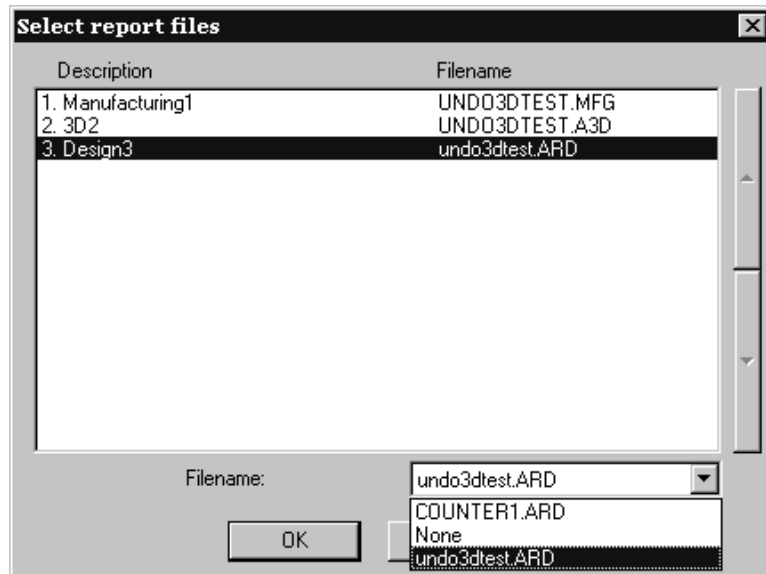 Select report files
Description Filename
1. Manufacturing1 UNDO3DTEST.MFG
2. 3D2 UNDO3DTEST.A3D
3. Design3 undo3dtest.ARD
Filename: undo3dtest.ARD
COUNTER1.ARD
OK None
undo3dtest.ARD